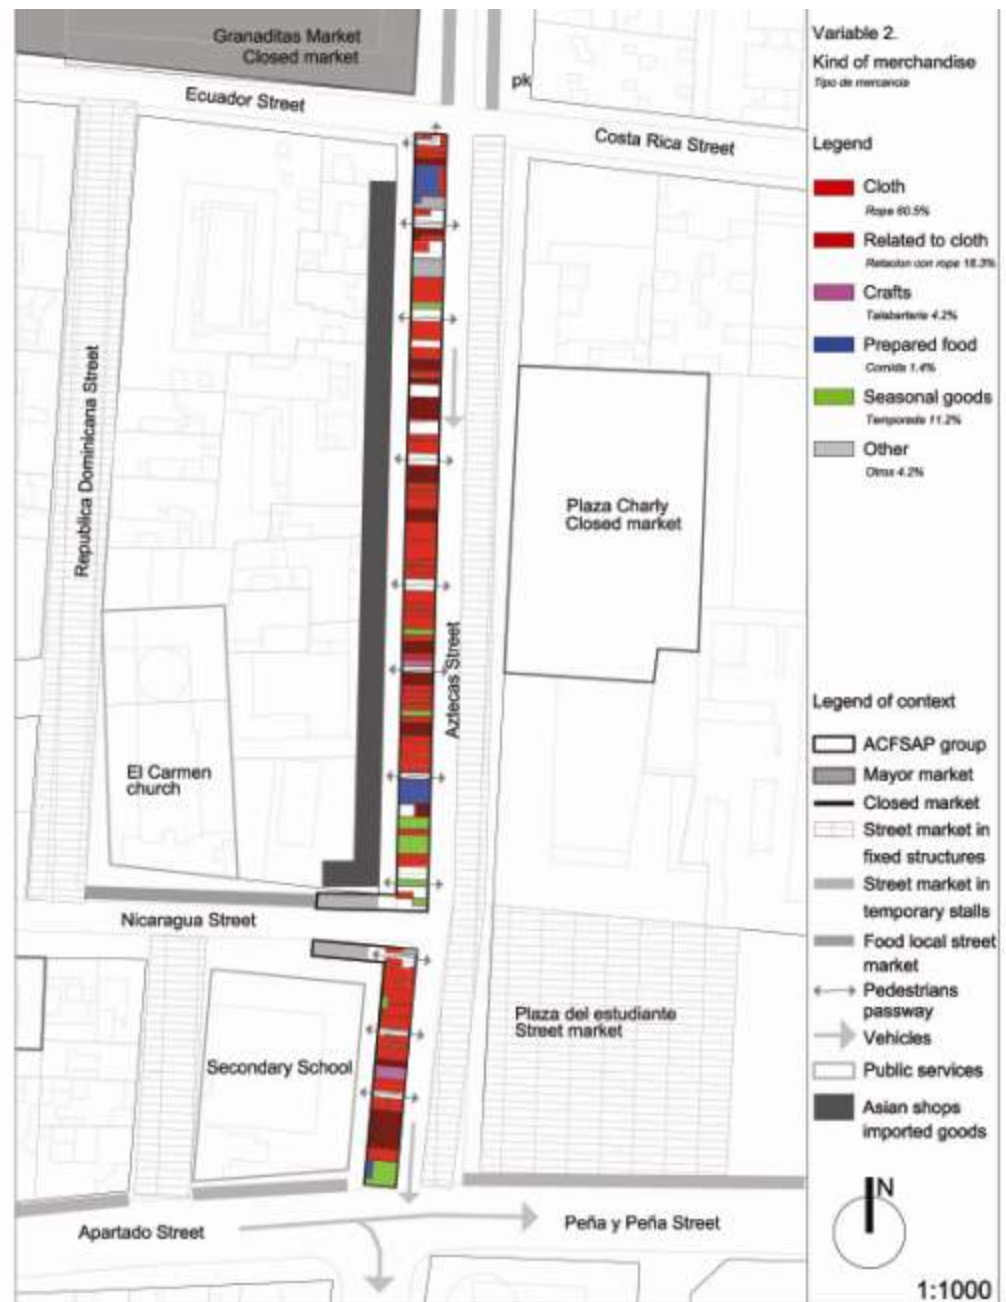 Granaditas Market
Closed market
Ecuador Street
pk
Costa Rica Street
Republica Dominicana Street
Plaza Charly
Closed market
Aztecas Street
El Carmen
church
Nicaragua Street
Plaza del estudiante
Street market
Secondary School
Apartado Street
Peña y Peña Street
Variable 2.
Kind of merchandise
Tipo de mercancia
Legend
Cloth
Ropa 60.5%
Related to cloth
Relacion con ropa 18.3%
Crafts
Talabarteria 4.2%
Prepared food
Comida 1.4%
Seasonal goods
Temporada 11.2%
Other
Otros 4.2%
Legend of context
ACFSAP group
Mayor market
Closed market
Street market in
fixed structures
Street market in
temporary stalls
Food local street
market
Pedestrians
passway
Vehicles
Public services
Asian shops
imported goods
N
1:1000